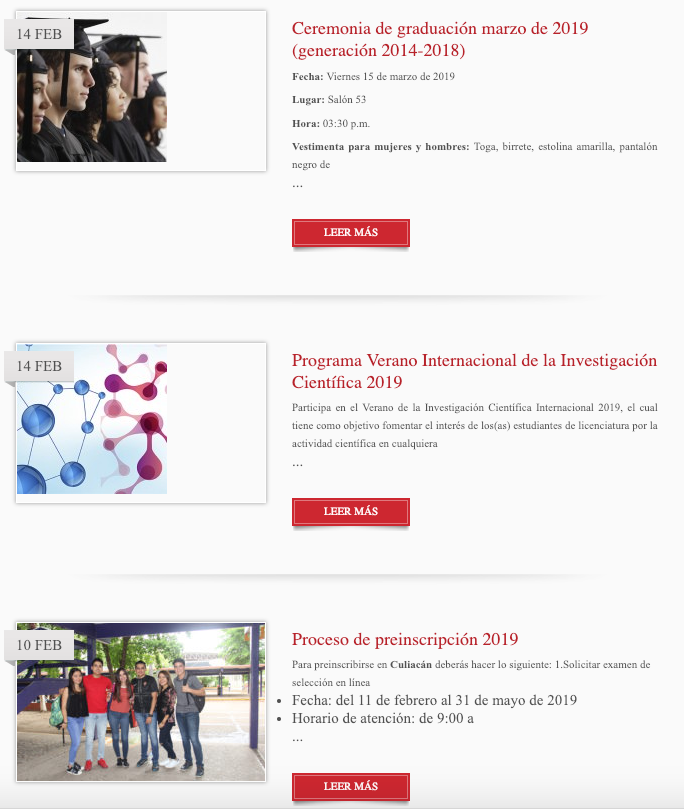 14 FEB
Ceremonia de graduación marzo de 2019
(generación 2014-2018)
Fecha: Viernes 15 de marzo de 2019
Lugar: Salón 53
Hora: 03:30 p.m.
Vestimenta para mujeres y hombres: Toga, birrete, estolina amarilla, pantalón
negro de
...
LEER MÁS
14 FEB
Programa Verano Internacional de la Investigación
Científica 2019
Participa en el Verano de la Investigación Científica Internacional 2019, el cual
tiene como objetivo fomentar el interés de los(as) estudiantes de licenciatura por la
actividad científica en cualquiera
...
LEER MÁS
10 FEB
Proceso de preinscripción 2019
Para preinscribirse en Culiacán deberás hacer lo siguiente: 1.Solicitar examen de
selección en línea
• Fecha: del 11 de febrero al 31 de mayo de 2019
• Horario de atención: de 9:00 a
...
LEER MÁS